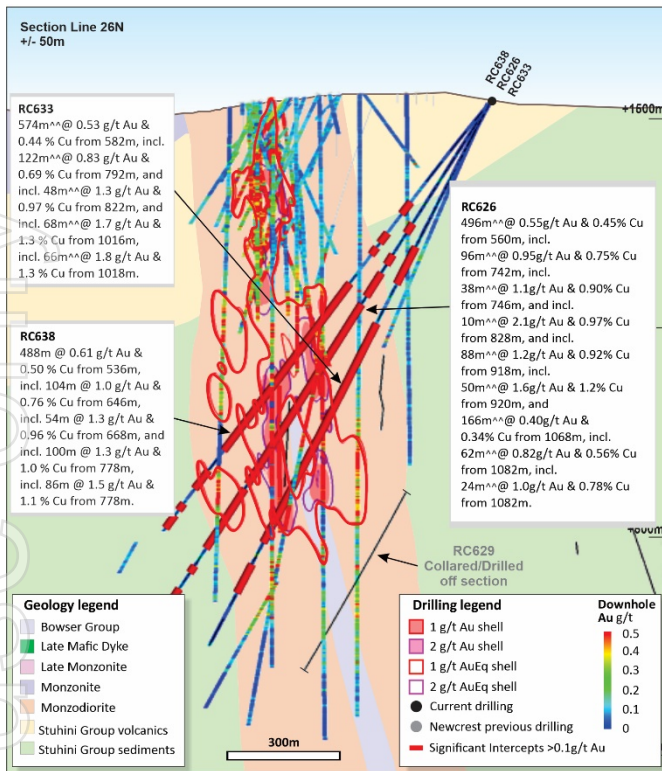 Section Line 26N
+/- 50m
RC638
RC626
RC633
+1600m
RC633
574m^^@ 0.53 g/t Au &
0.44 % Cu from 582m, incl.
122m^^@ 0.83 g/t Au &
0.69 % Cu from 792m, and
incl. 48m^^@ 1.3 g/t Au &
0.97 % Cu from 822m, and
incl. 68m^^@ 1.7 g/t Au &
1.3 % Cu from 1016m,
incl. 66m^^@ 1.8 g/t Au &
1.3 % Cu from 1018m.
RC626
496m^^@ 0.55g/t Au & 0.45% Cu
from 560m, incl.
96m^^@ 0.95g/t Au & 0.75% Cu
from 742m, incl.
38m^^@ 1.1g/t Au & 0.90% Cu
from 746m, and incl.
10m^^@ 2.1g/t Au & 0.97% Cu
from 828m, and incl.
88m^^@ 1.2g/t Au & 0.92% Cu
from 918m, incl.
50m^^@ 1.6g/t Au & 1.2% Cu
from 920m, and
166m^^@ 0.40g/t Au &
0.34% Cu from 1068m, incl.
62m^^@ 0.82g/t Au & 0.56% Cu
from 1082m, incl.
24m^^@ 1.0g/t Au & 0.78% Cu
from 1082m.
RC638
488m @ 0.61 g/t Au &
0.50 % Cu from 536m,
incl. 104m @ 1.0 g/t Au &
0.76 % Cu from 646m,
incl. 54m @ 1.3 g/t Au &
0.96 % Cu from 668m, and
incl. 100m @ 1.3 g/t Au &
1.0 % Cu from 778m,
incl. 86m @ 1.5 g/t Au &
1.1 % Cu from 778m.
RC629
Collared/Drilled
off section
Geology legend
Bowser Group
Late Mafic Dyke
Late Monzonite
Monzonite
Monzodiorite
Stuhini Group volcanics
Stuhini Group sediments
300m
Drilling legend
1 g/t Au shell
2 g/t Au shell
1 g/t AuEq shell
2 g/t AuEq shell
Current drilling
Newcrest previous drilling
Significant Intercepts >0.1g/t Au
Downhole
Au g/t
0.5
0.4
0.3
0.2
0.1
0